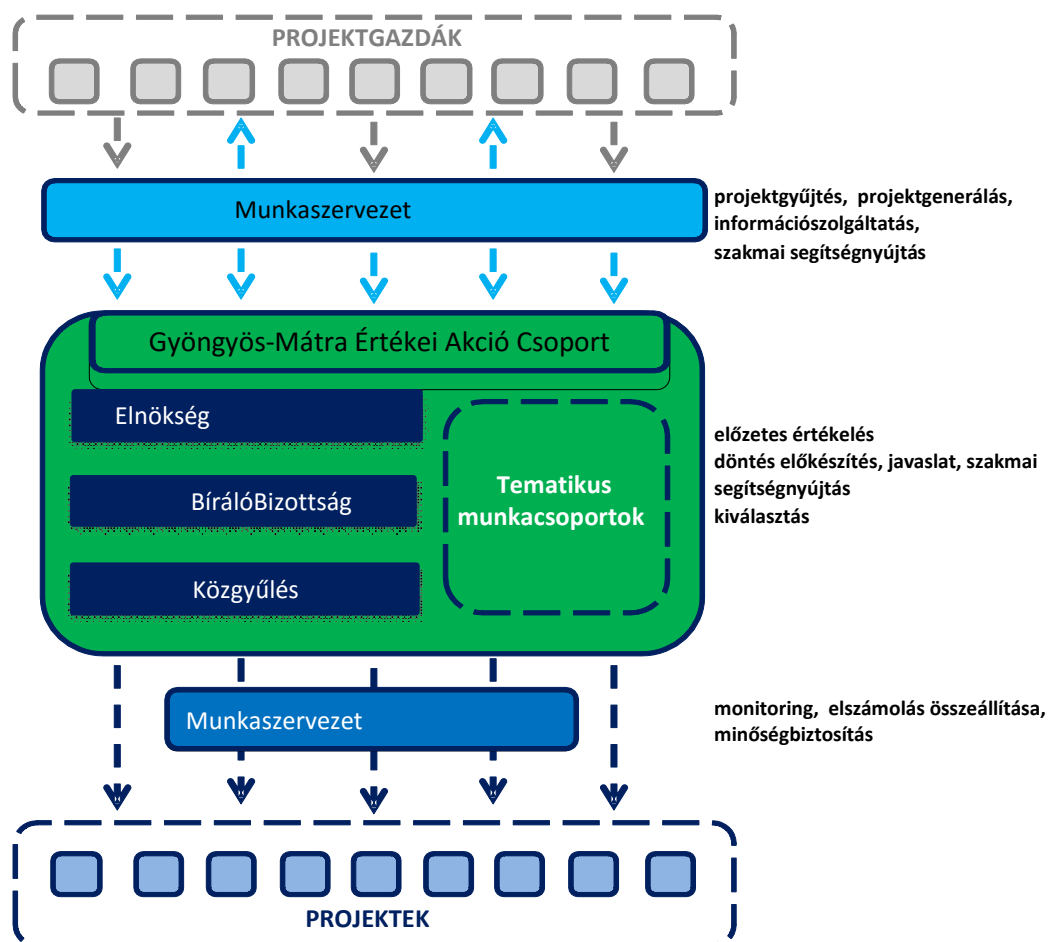 PROJEKTGAZDÁK
Munkaszervezet
projektgyűjtés, projektgenerálás,
információszolgáltatás,
szakmai segítségnyújtás
Gyöngyös-Mátra Értékei Akció Csoport
Elnökség
BírálóBizottság
Közgyűlés
Tematikus
munkacsoportok
előzetes értékelés
döntés előkészítés, javaslat, szakmai
segítségnyújtás
kiválasztás
Munkaszervezet
monitoring, elszámolás összeállítása,
minőségbiztosítás
PROJEKTEK